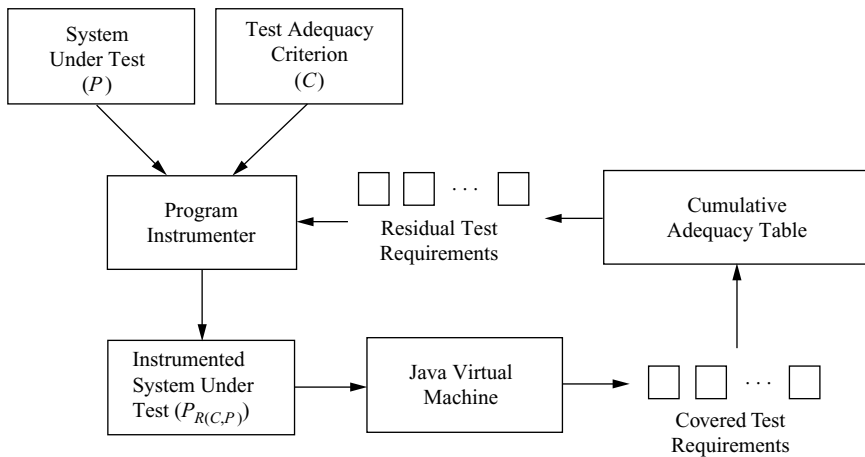 System
Under Test
(P)
Test Adequacy
Criterion
(C)
Program
Instrumenter
. . .
Residual Test
Requirements
Cumulative
Adequacy Table
Instrumented
System Under
Test (P_{R(C,P)})
Java Virtual
Machine
. . .
Covered Test
Requirements